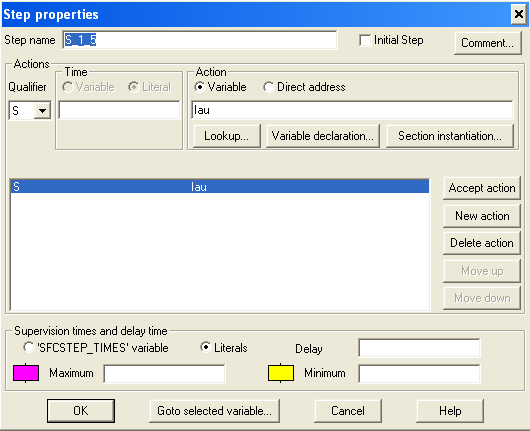 Step properties
Step name S_1_5 Initial Step Comment...
Actions
Time Action
Qualifier Variable Literal Variable Direct address
S lau
Lookup... Variable declaration... Section instantiation...
S lau Accept action
New action
Delete action
Move up
Move down
Supervision times and delay time
'SFCSTEP_TIMES' variable Literals Delay
Maximum Minimum
OK Goto selected variable... Cancel Help